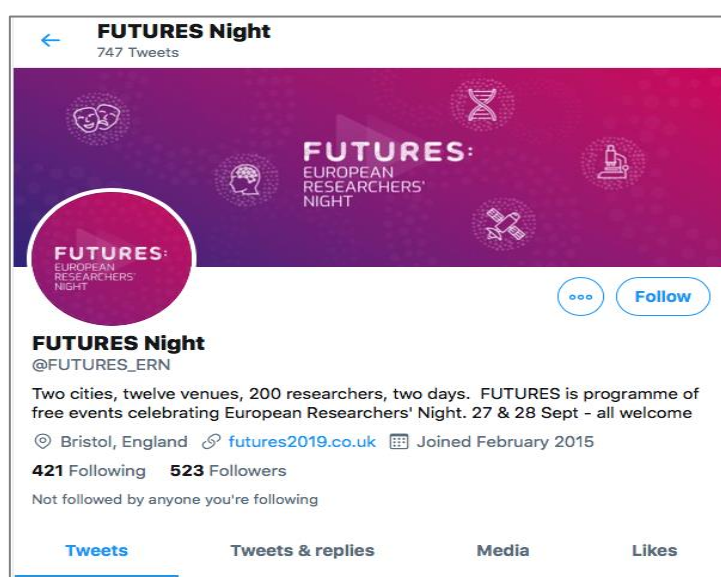 FUTURES Night
747 Tweets
FUTURES:
EUROPEAN
RESEARCHERS'
NIGHT
FUTURES:
EUROPEAN
RESEARCHERS'
NIGHT
Follow
FUTURES Night
@FUTURES_ERN
Two cities, twelve venues, 200 researchers, two days. FUTURES is programme of
free events celebrating European Researchers' Night. 27 & 28 Sept - all welcome
Bristol, England futures2019.co.uk Joined February 2015
421 Following 523 Followers
Not followed by anyone you're following
Tweets Tweets & replies Media Likes